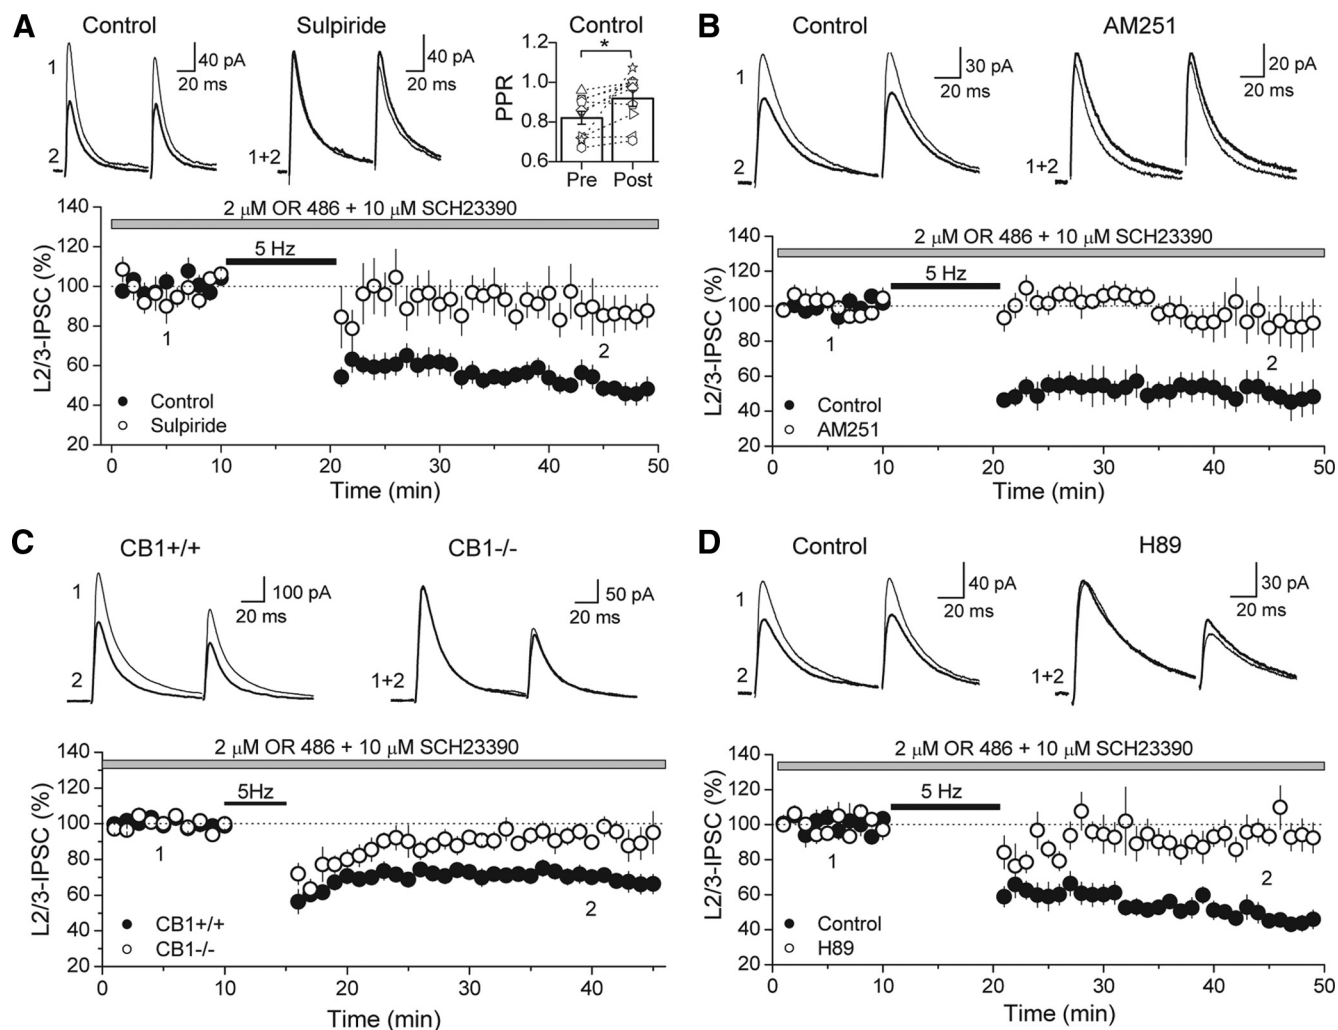 A
Control
Sulpiride
Control
1
2
40 pA
20 ms
1+2
40 pA
20 ms
PPR
1.2
1.0
0.8
0.6
*
Pre
Post
2 µM OR 486 + 10 µM SCH23390
5 Hz
L2/3-IPSC (%)
140
120
100
80
60
40
20
1
2
Control
Sulpiride
0
10
20
30
40
50
Time (min)
B
Control
AM251
1
2
30 pA
20 ms
1+2
20 pA
20 ms
2 µM OR 486 + 10 µM SCH23390
5 Hz
L2/3-IPSC (%)
140
120
100
80
60
40
20
1
2
Control
AM251
0
10
20
30
40
50
Time (min)
C
CB1+/+
CB1-/-
1
2
100 pA
20 ms
1+2
50 pA
20 ms
2 µM OR 486 + 10 µM SCH23390
5Hz
L2/3-IPSC (%)
140
120
100
80
60
40
20
1
2
CB1+/+
CB1-/-
0
10
20
30
40
Time (min)
D
Control
H89
1
2
40 pA
20 ms
1+2
30 pA
20 ms
2 µM OR 486 + 10 µM SCH23390
5 Hz
L2/3-IPSC (%)
140
120
100
80
60
40
20
1
2
Control
H89
0
10
20
30
40
50
Time (min)